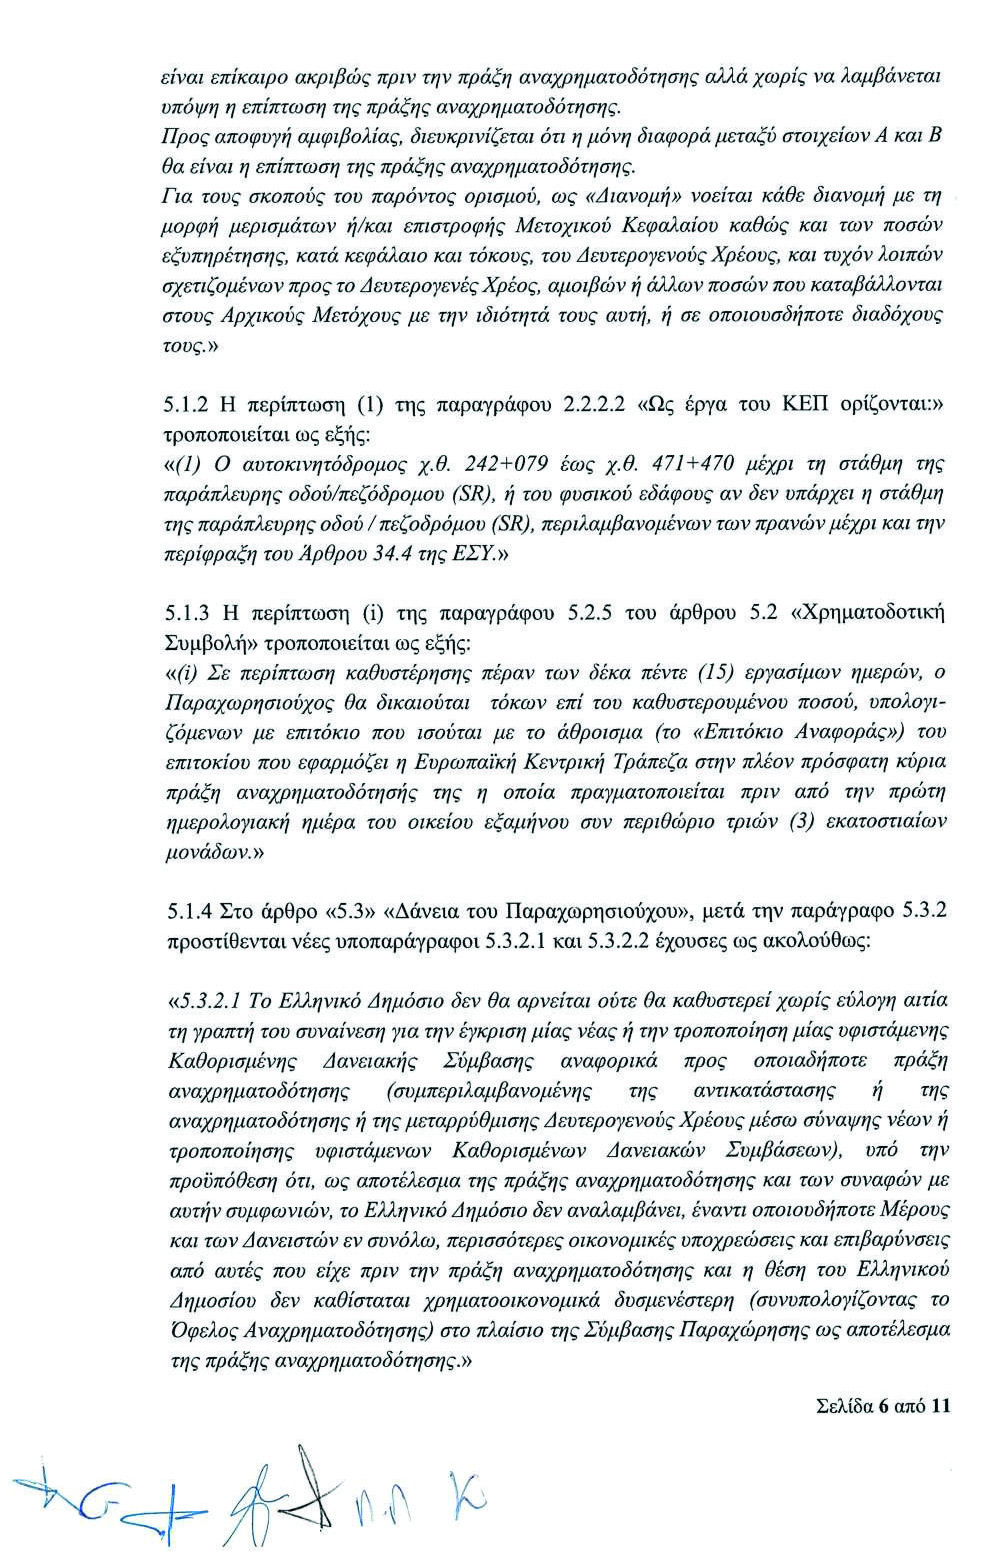 είναι επίκαιρο ακριβώς πριν την πράξη αναχρηματοδότησης αλλά χωρίς να λαμβάνεται
υπόψη η επίπτωση της πράξης αναχρηματοδότησης.
Προς αποφυγή αμφιβολίας, διευκρινίζεται ότι η μόνη διαφορά μεταξύ στοιχείων Α και Β
θα είναι η επίπτωση της πράξης αναχρηματοδότησης.
Για τους σκοπούς του παρόντος ορισμού, ως «Διανομή» νοείται κάθε διανομή με τη
μορφή μερισμάτων ή/και επιστροφής Μετοχικού Κεφαλαίου καθώς και των ποσών
εξυπηρέτησης, κατά κεφάλαιο και τόκους, του Δευτερογενούς Χρέους, και τυχόν λοιπών
σχετιζομένων προς το Δευτερογενές Χρέος, αμοιβών ή άλλων ποσών που καταβάλλονται
στους Αρχικούς Μετόχους με την ιδιότητά τους αυτή, ή σε οποιουσδήποτε διαδόχους
τους.»
5.1.2 Η περίπτωση (1) της παραγράφου 2.2.2.2 «Ως έργα του ΚΕΠ ορίζονται:»
τροποποιείται ως εξής:
«(1) Ο αυτοκινητόδρομος χ.θ. 242+079 έως χ.θ. 471+470 μέχρι τη στάθμη της
παράπλευρης οδού/πεζόδρομου (SR), ή του φυσικού εδάφους αν δεν υπάρχει η στάθμη
της παράπλευρης οδού / πεζοδρόμου (SR), περιλαμβανομένων των πρανών μέχρι και την
περίφραξη του Άρθρου 34.4 της ΕΣΥ.»
5.1.3 Η περίπτωση (i) της παραγράφου 5.2.5 του άρθρου 5.2 «Χρηματοδοτική
Συμβολή» τροποποιείται ως εξής:
«(i) Σε περίπτωση καθυστέρησης πέραν των δέκα πέντε (15) εργασίμων ημερών, ο
Παραχωρησιούχος θα δικαιούται τόκων επί του καθυστερουμένου ποσού, υπολογι-
ζόμενων με επιτόκιο που ισούται με το άθροισμα (το «Επιτόκιο Αναφοράς») του
επιτοκίου που εφαρμόζει η Ευρωπαϊκή Κεντρική Τράπεζα στην πλέον πρόσφατη κύρια
πράξη αναχρηματοδότησής της η οποία πραγματοποιείται πριν από την πρώτη
ημερολογιακή ημέρα του οικείου εξαμήνου συν περιθώριο τριών (3) εκατοστιαίων
μονάδων.»
5.1.4 Στο άρθρο «5.3» «Δάνεια του Παραχωρησιούχου», μετά την παράγραφο 5.3.2
προστίθενται νέες υποπαράγραφοι 5.3.2.1 και 5.3.2.2 έχουσες ως ακολούθως:
«5.3.2.1 Το Ελληνικό Δημόσιο δεν θα αρνείται ούτε θα καθυστερεί χωρίς εύλογη αιτία
τη γραπτή του συναίνεση για την έγκριση μίας νέας ή την τροποποίηση μίας υφιστάμενης
Καθορισμένης Δανειακής Σύμβασης αναφορικά προς οποιαδήποτε πράξη
αναχρηματοδότησης (συμπεριλαμβανομένης της αντικατάστασης ή της
αναχρηματοδότησης ή της μεταρρύθμισης Δευτερογενούς Χρέους μέσω σύναψης νέων ή
τροποποίησης υφιστάμενων Καθορισμένων Δανειακών Συμβάσεων), υπό την
προϋπόθεση ότι, ως αποτέλεσμα της πράξης αναχρηματοδότησης και των συναφών με
αυτήν συμφωνιών, το Ελληνικό Δημόσιο δεν αναλαμβάνει, έναντι οποιουδήποτε Μέρους
και των Δανειστών εν συνόλω, περισσότερες οικονομικές υποχρεώσεις και επιβαρύνσεις
από αυτές που είχε πριν την πράξη αναχρηματοδότησης και η θέση του Ελληνικού
Δημοσίου δεν καθίσταται χρηματοοικονομικά δυσμενέστερη (συνυπολογίζοντας το
Όφελος Αναχρηματοδότησης) στο πλαίσιο της Σύμβασης Παραχώρησης ως αποτέλεσμα
της πράξης αναχρηματοδότησης.»
Σελίδα 6 από 11